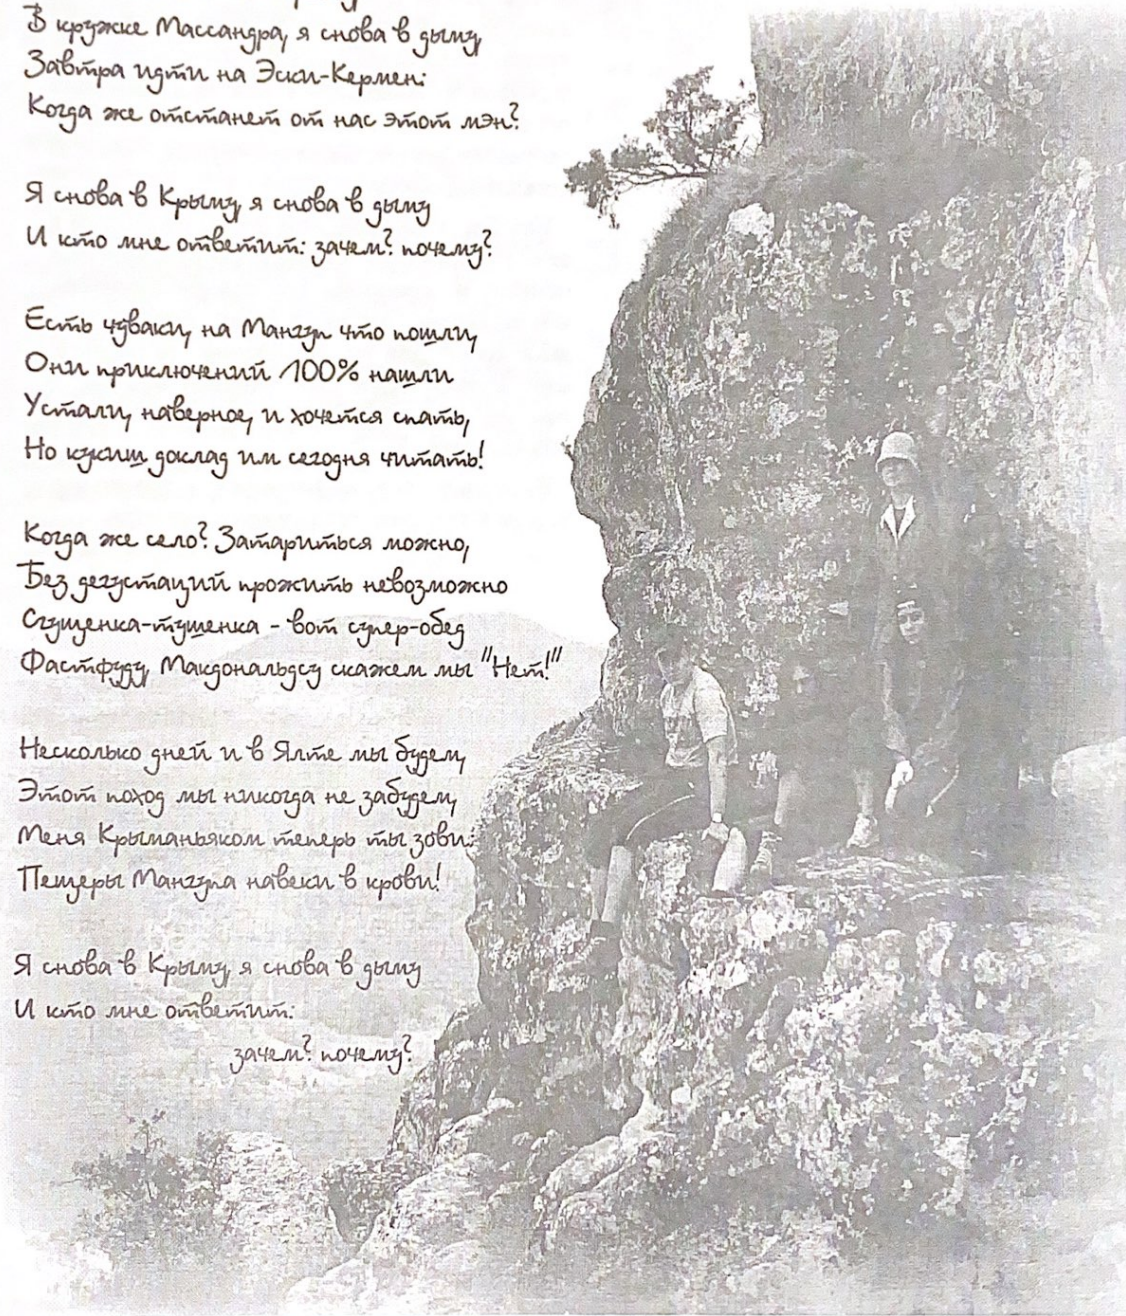 В кружке Массандра, я снова в дыму,
Завтра идти на Эски-Кермен:
Когда же отстанет от нас этот мэн?
Я снова в Крыму, я снова в дыму
И кто мне ответит: зачем? почему?
Есть чуваки, на Мангуп что пошли,
Они приключений 100% нашли
Устали, наверное, и хочется спать,
Но кукиш доклад им сегодня читать!
Когда же село? Затариться можно,
Без дегустаций прожить невозможно
Сгущенка-тушенка - вот супер-обед
Фастфуду, Макдональдсу скажем мы "Нет!"
Несколько дней и в Ялте мы будем,
Этот поход мы никогда не забудем,
Меня Крыманьяком теперь ты зови:
Пещеры Мангупа навеки в крови!
Я снова в Крыму, я снова в дыму
И кто мне ответит:
зачем? почему?